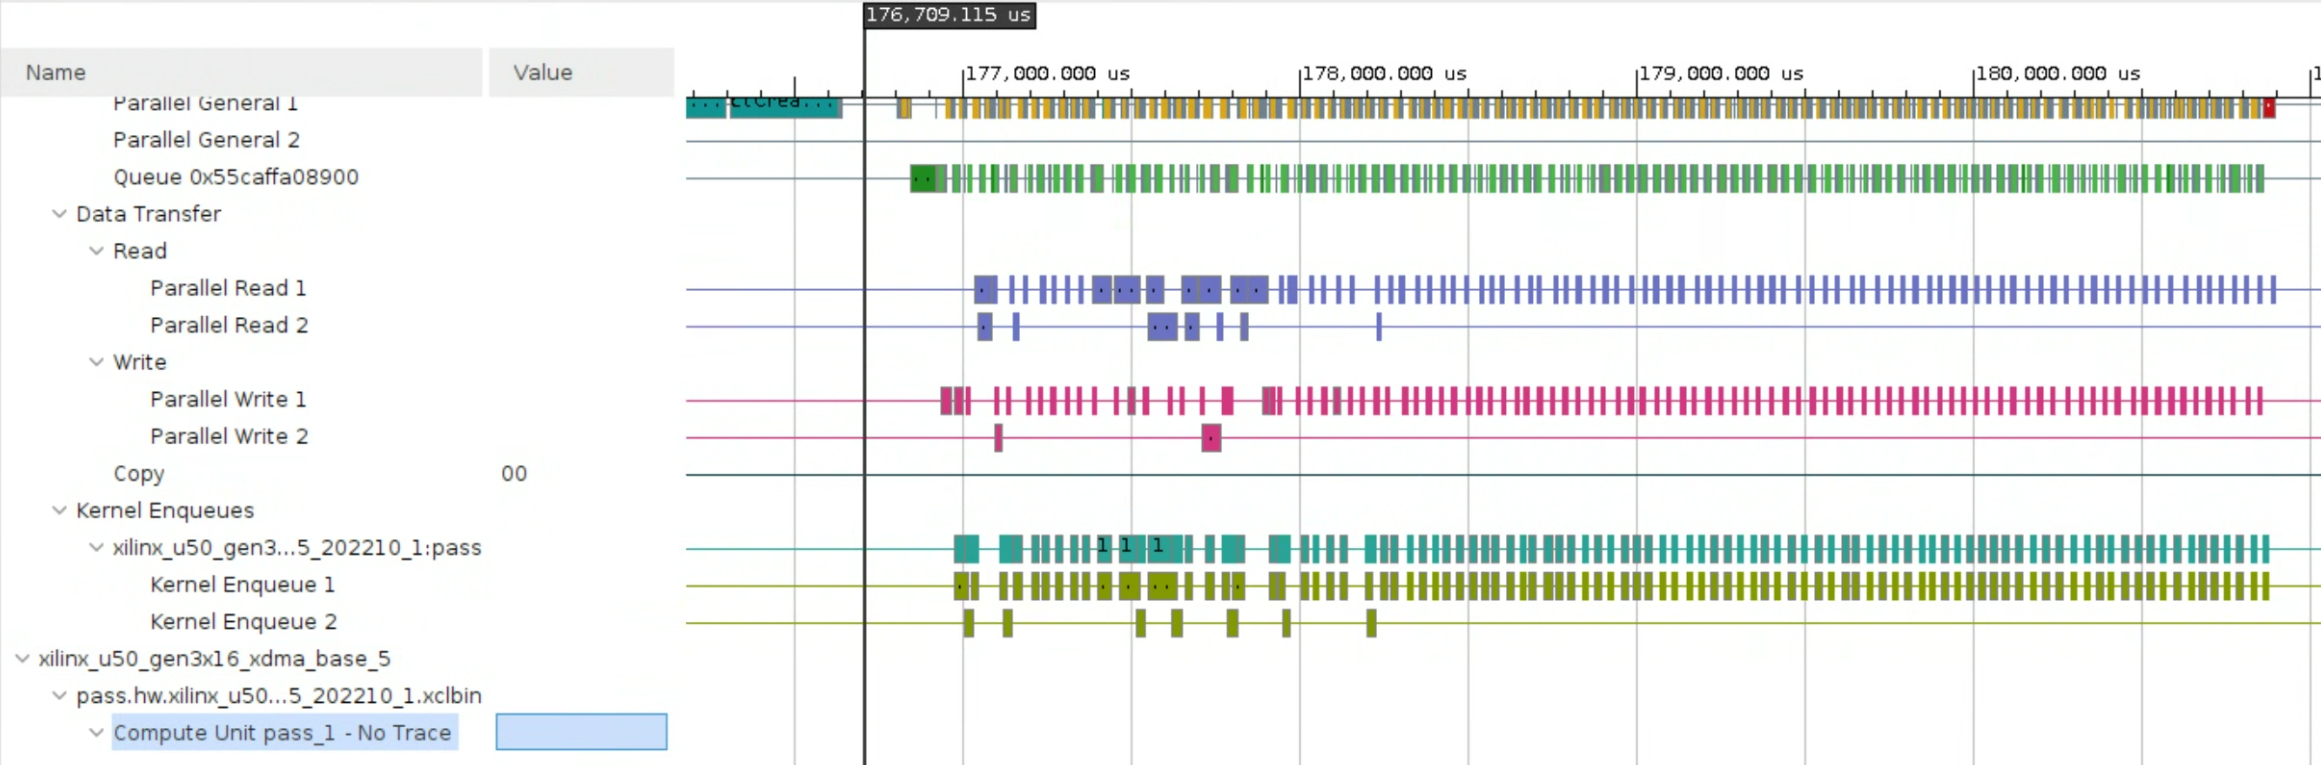 176,709.115 us
Name Value
177,000.000 us 178,000.000 us 179,000.000 us 180,000.000 us
Parallel General 1
... clCrea...
Parallel General 2
Queue 0x55caffa08900
Data Transfer
Read
Parallel Read 1
Parallel Read 2
Write
Parallel Write 1
Parallel Write 2
Copy 00
Kernel Enqueues
xilinx_u50_gen3...5_202210_1:pass
1 1 1
Kernel Enqueue 1
Kernel Enqueue 2
xilinx_u50_gen3x16_xdma_base_5
pass.hw.xilinx_u50...5_202210_1.xclbin
Compute Unit pass_1 - No Trace